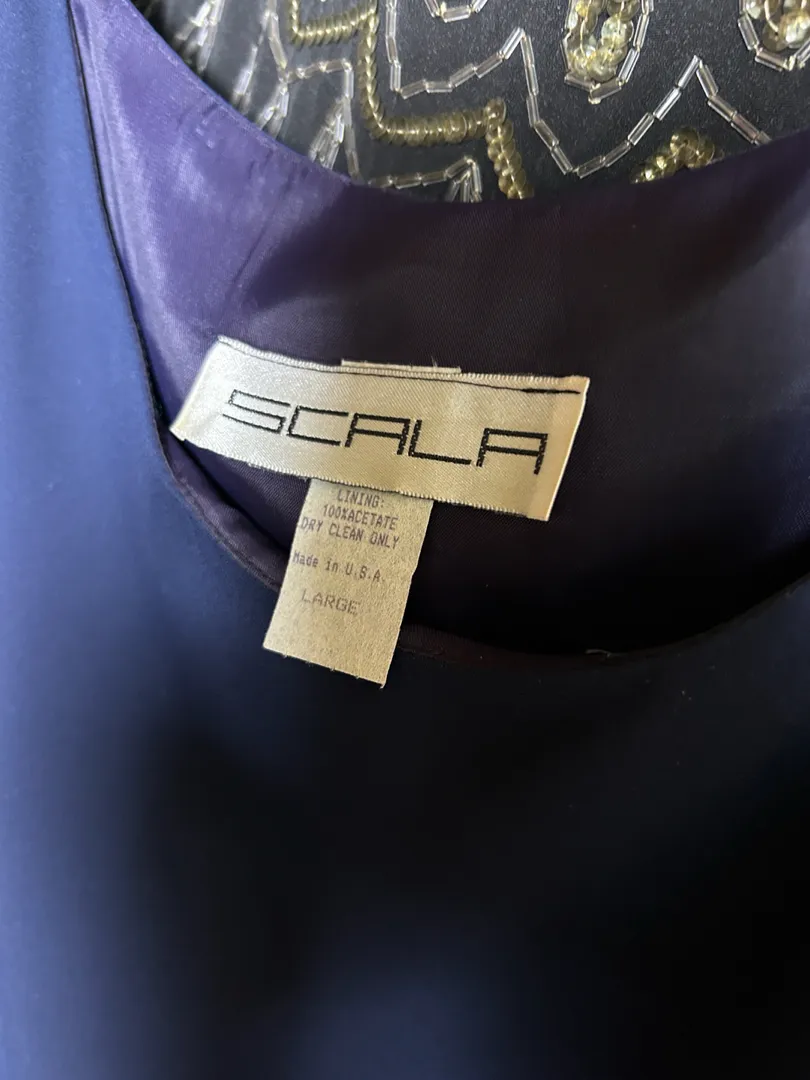 SCALA
LINING:
100%ACETATE
DRY CLEAN ONLY
Made in U.S.A
LARGE